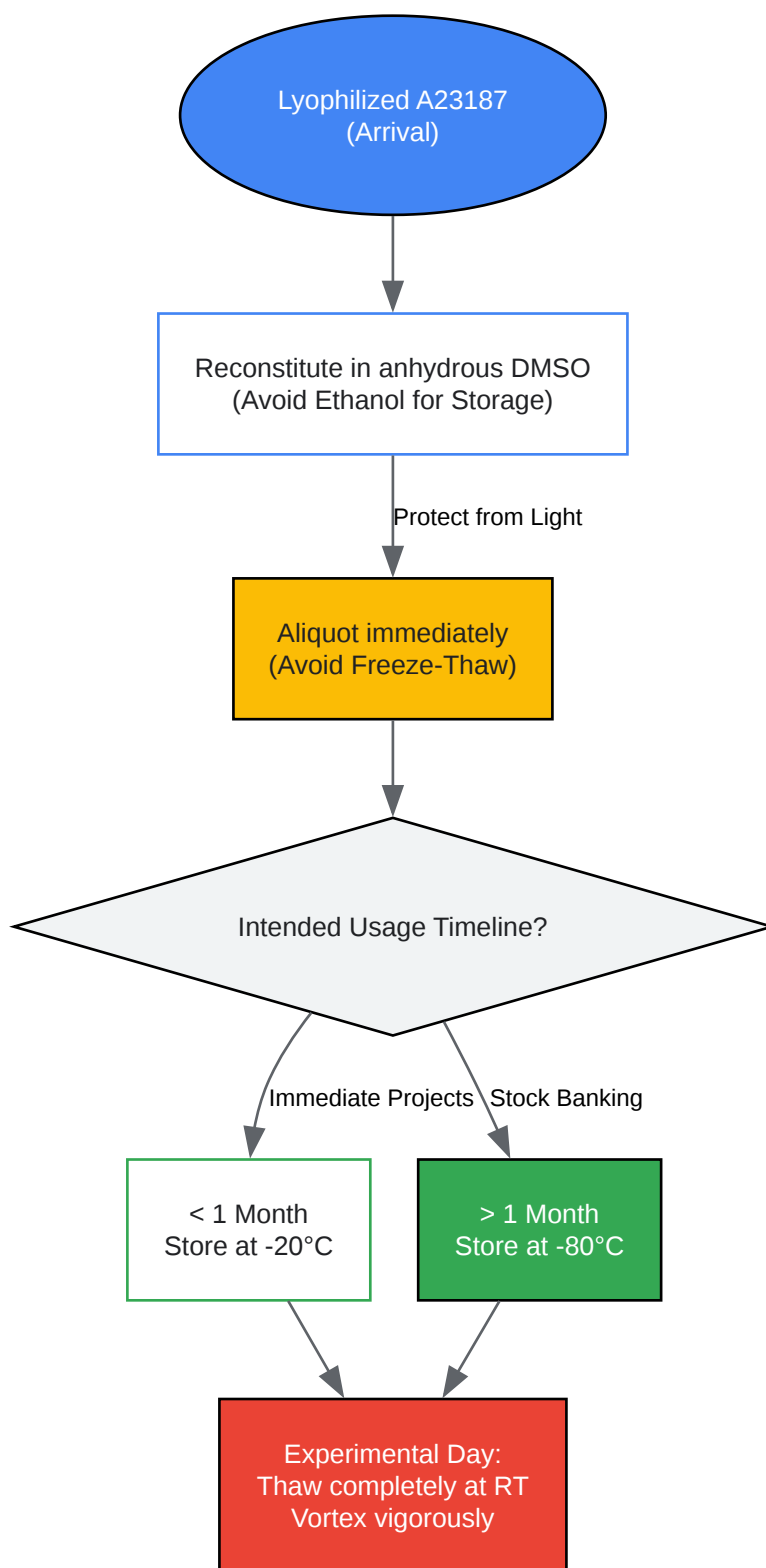 Lyophilized A23187
(Arrival)
Reconstitute in anhydrous DMSO
(Avoid Ethanol for Storage)
Protect from Light
Aliquot immediately
(Avoid Freeze-Thaw)
Intended Usage Timeline?
Immediate Projects
Stock Banking
< 1 Month
Store at -20°C
> 1 Month
Store at -80°C
Experimental Day:
Thaw completely at RT
Vortex vigorously